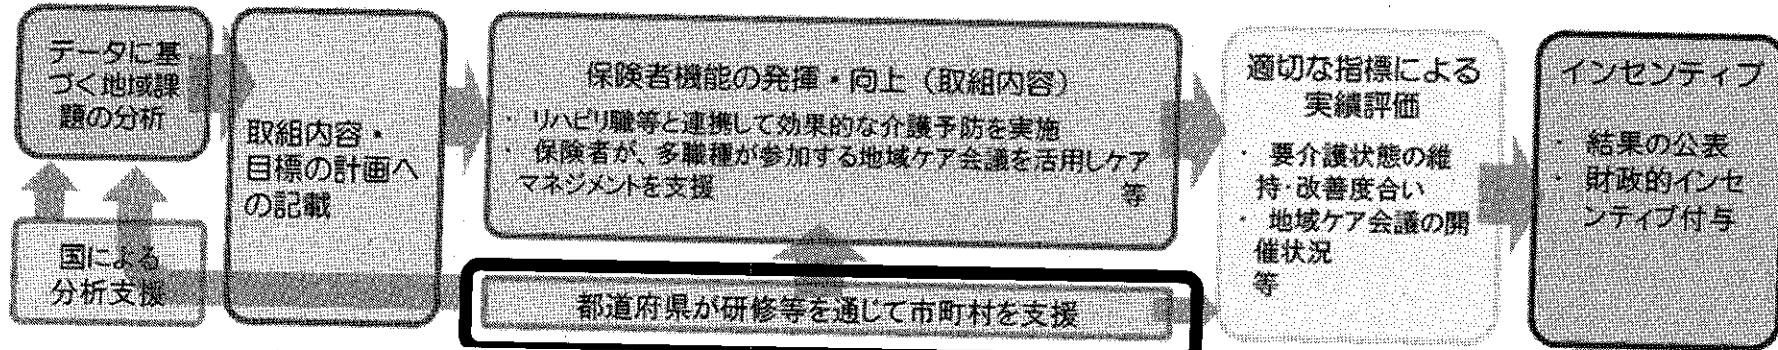 データに基
づく地域課
題の分析
国による
分析支援
取組内容・
目標の計画へ
の記載
保険者機能の発揮・向上（取組内容）
・ リハビリ職等と連携して効果的な介護予防を実施
・ 保険者が、多職種が参加する地域ケア会議を活用しケア
マネジメントを支援
等
都道府県が研修等を通じて市町村を支援
適切な指標による
実績評価
・ 要介護状態の維
持・改善度合い
・ 地域ケア会議の開
催状況
等
インセンティブ
・ 結果の公表
・ 財政的インセ
ンティブ付与